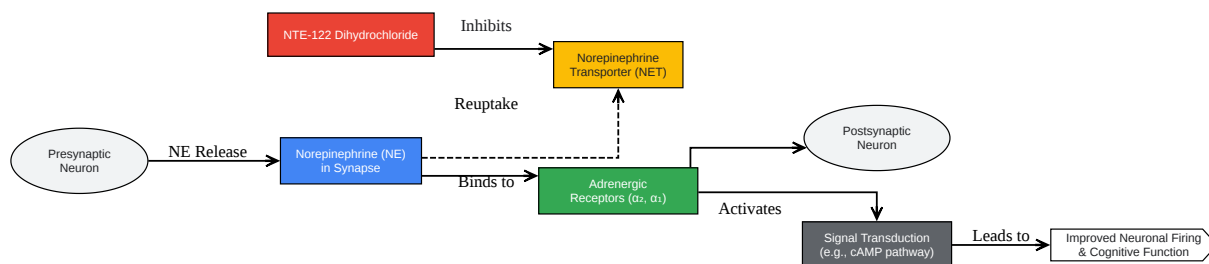 NTE-122 Dihydrochloride
Inhibits
Norepinephrine
Transporter (NET)
Reuptake
Presynaptic
Neuron
NE Release
Norepinephrine (NE)
in Synapse
Binds to
Adrenergic
Receptors (α₂, α₁)
Postsynaptic
Neuron
Activates
Signal Transduction
(e.g., cAMP pathway)
Leads to
Improved Neuronal Firing
& Cognitive Function